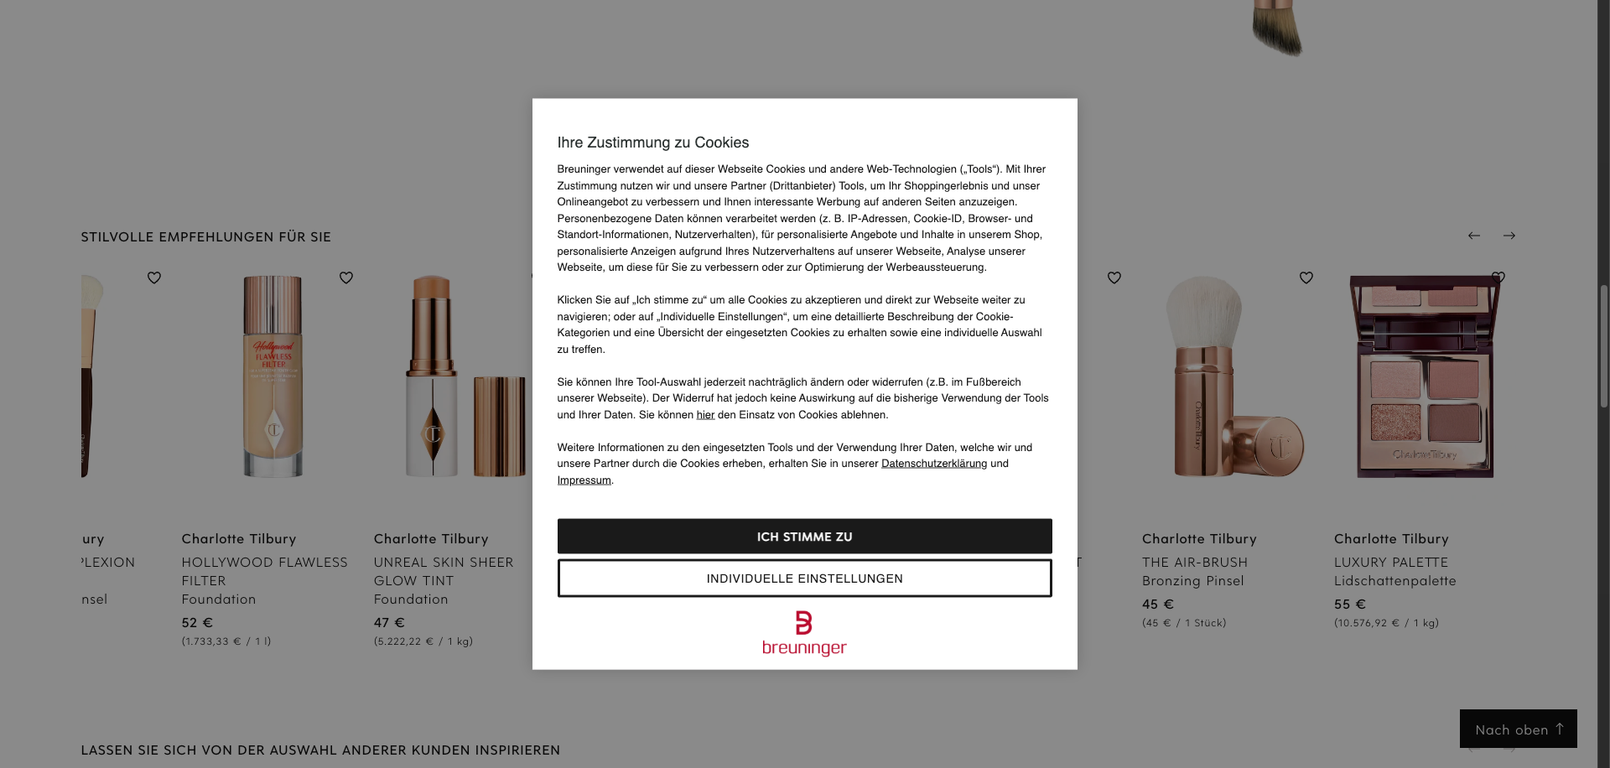 STILVOLLE EMPFEHLUNGEN FÜR SIE
Ihre Zustimmung zu Cookies
Breuninger verwendet auf dieser Webseite Cookies und andere Web-Technologien („Tools“). Mit Ihrer
Zustimmung nutzen wir und unsere Partner (Drittanbieter) Tools, um Ihr Shoppingerlebnis und unser
Onlineangebot zu verbessern und Ihnen interessante Werbung auf anderen Seiten anzuzeigen.
Personenbezogene Daten können verarbeitet werden (z. B. IP-Adressen, Cookie-ID, Browser- und
Standort-Informationen, Nutzerverhalten), für personalisierte Angebote und Inhalte in unserem Shop,
personalisierte Anzeigen aufgrund Ihres Nutzerverhaltens auf unserer Webseite, Analyse unserer
Webseite, um diese für Sie zu verbessern oder zur Optimierung der Werbeaussteuerung.
Klicken Sie auf „Ich stimme zu“ um alle Cookies zu akzeptieren und direkt zur Webseite weiter zu
navigieren; oder auf „Individuelle Einstellungen“, um eine detaillierte Beschreibung der Cookie-
Kategorien und eine Übersicht der eingesetzten Cookies zu erhalten sowie eine individuelle Auswahl
zu treffen.
Sie können Ihre Tool-Auswahl jederzeit nachträglich ändern oder widerrufen (z.B. im Fußbereich
unserer Webseite). Der Widerruf hat jedoch keine Auswirkung auf die bisherige Verwendung der Tools
und Ihrer Daten. Sie können hier den Einsatz von Cookies ablehnen.
Weitere Informationen zu den eingesetzten Tools und der Verwendung Ihrer Daten, welche wir und
unsere Partner durch die Cookies erheben, erhalten Sie in unserer Datenschutzerklärung und
Impressum.
ICH STIMME ZU
INDIVIDUELLE EINSTELLUNGEN
breuninger
Hollywood
FLAWLESS
FILTER
Charlotte Tilbury
CharlotteTilbury
ury
PLEXION
nsel
Charlotte Tilbury
HOLLYWOOD FLAWLESS
FILTER
Foundation
52 €
(1.733,33 € / 1 l)
Charlotte Tilbury
UNREAL SKIN SHEER
GLOW TINT
Foundation
47 €
(5.222,22 € / 1 kg)
T
Charlotte Tilbury
THE AIR-BRUSH
Bronzing Pinsel
45 €
(45 € / 1 Stück)
Charlotte Tilbury
LUXURY PALETTE
Lidschattenpalette
55 €
(10.576,92 € / 1 kg)
Nach oben ↑
LASSEN SIE SICH VON DER AUSWAHL ANDERER KUNDEN INSPIRIEREN